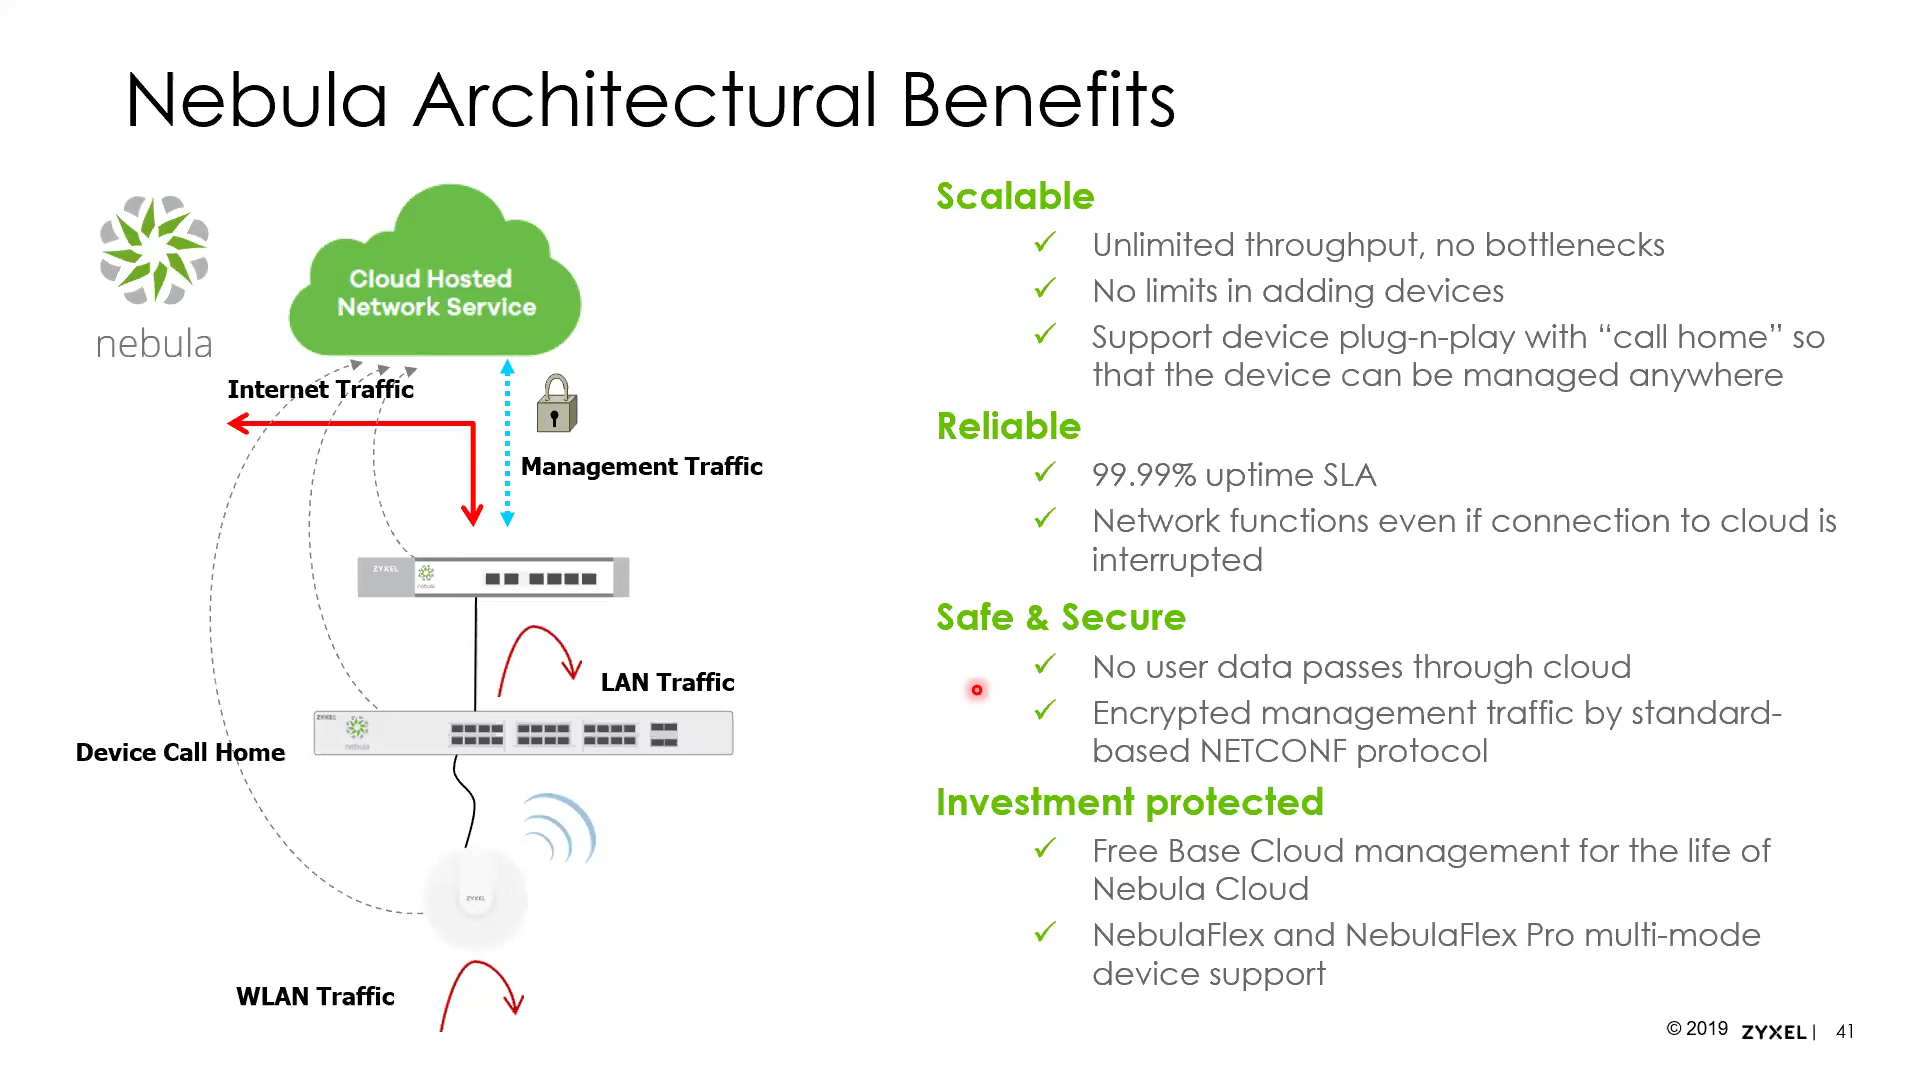 Nebula Architectural Benefits
nebula
Cloud Hosted
Network Service
Internet Traffic
Management Traffic
ZYXEL
nebula
LAN Traffic
ZYXEL
nebula
Device Call Home
ZYXEL
WLAN Traffic
Scalable
Unlimited throughput, no bottlenecks
No limits in adding devices
Support device plug-n-play with “call home” so
that the device can be managed anywhere
Reliable
99.99% uptime SLA
Network functions even if connection to cloud is
interrupted
Safe & Secure
No user data passes through cloud
Encrypted management traffic by standard-
based NETCONF protocol
Investment protected
Free Base Cloud management for the life of
Nebula Cloud
NebulaFlex and NebulaFlex Pro multi-mode
device support
© 2019 ZYXEL | 41